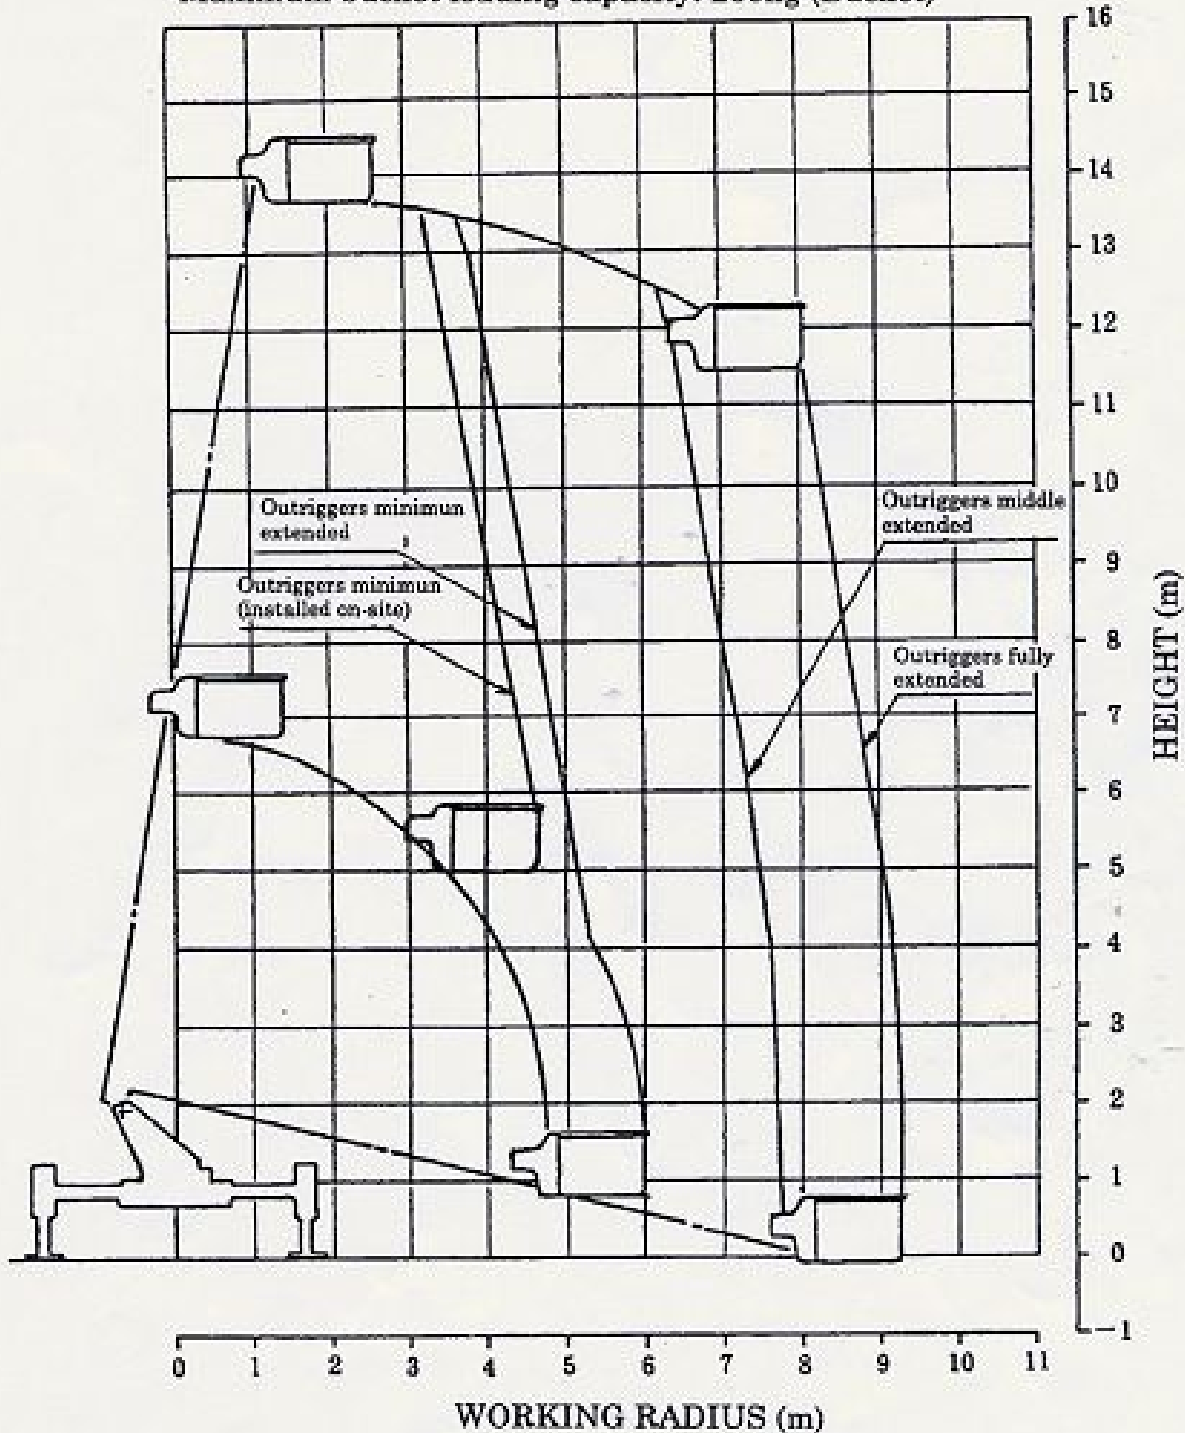 16
15
14
13
12
11
10
9
8
7
6
5
4
3
2
1
0
-1
HEIGHT (m)
Outriggers minimun
extended
Outriggers minimun
(installed on-site)
Outriggers middle
extended
Outriggers fully
extended
0 1 2 3 4 5 6 7 8 9 10 11
WORKING RADIUS (m)